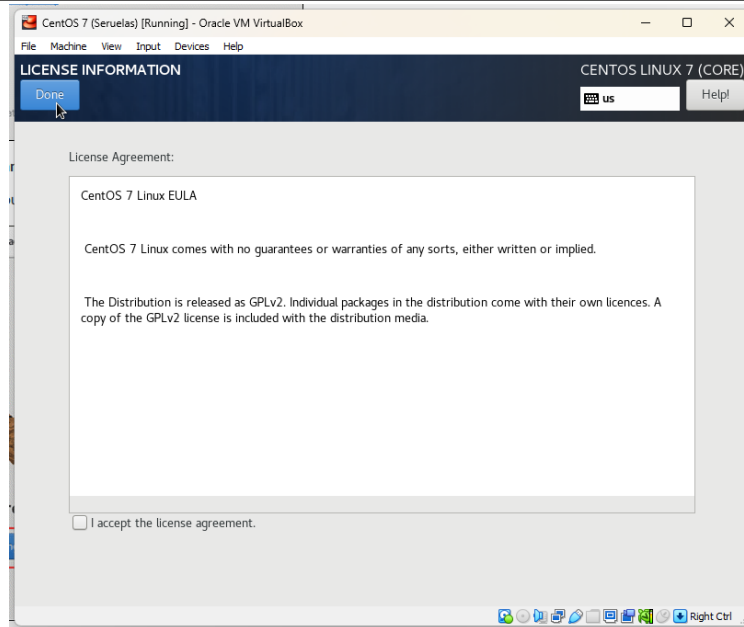 CentOS 7 (Seruelas) [Running] - Oracle VM VirtualBox
File Machine View Input Devices Help
LICENSE INFORMATION
CENTOS LINUX 7 (CORE)
Done
us
Help!
License Agreement:
CentOS 7 Linux EULA
CentOS 7 Linux comes with no guarantees or warranties of any sorts, either written or implied.
The Distribution is released as GPLv2. Individual packages in the distribution come with their own licences. A
copy of the GPLv2 license is included with the distribution media.
I accept the license agreement.
Right Ctrl